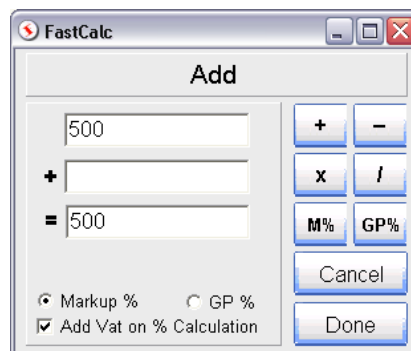 FastCalc
Add
500
+
= 500
+ −
x /
M% GP%
Markup % GP %
Add Vat on % Calculation
Cancel
Done